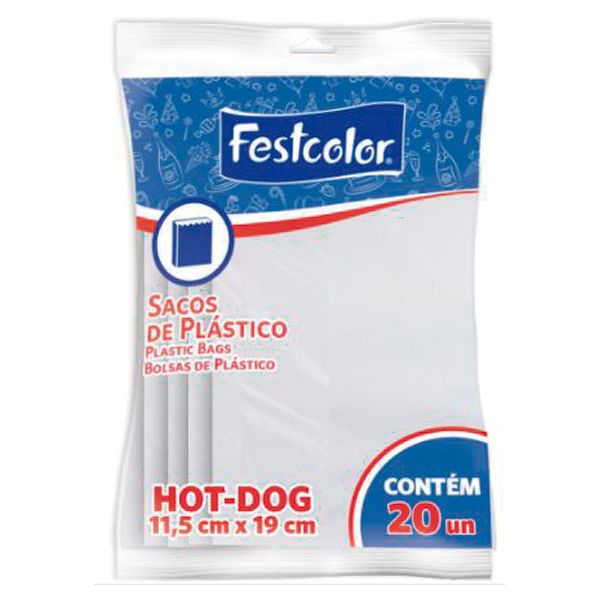 Festcolor®
SACOS
DE PLÁSTICO
PLASTIC BAGS
BOLSAS DE PLÁSTICO
HOT-DOG
11,5 cm x 19 cm
CONTÉM
20 un